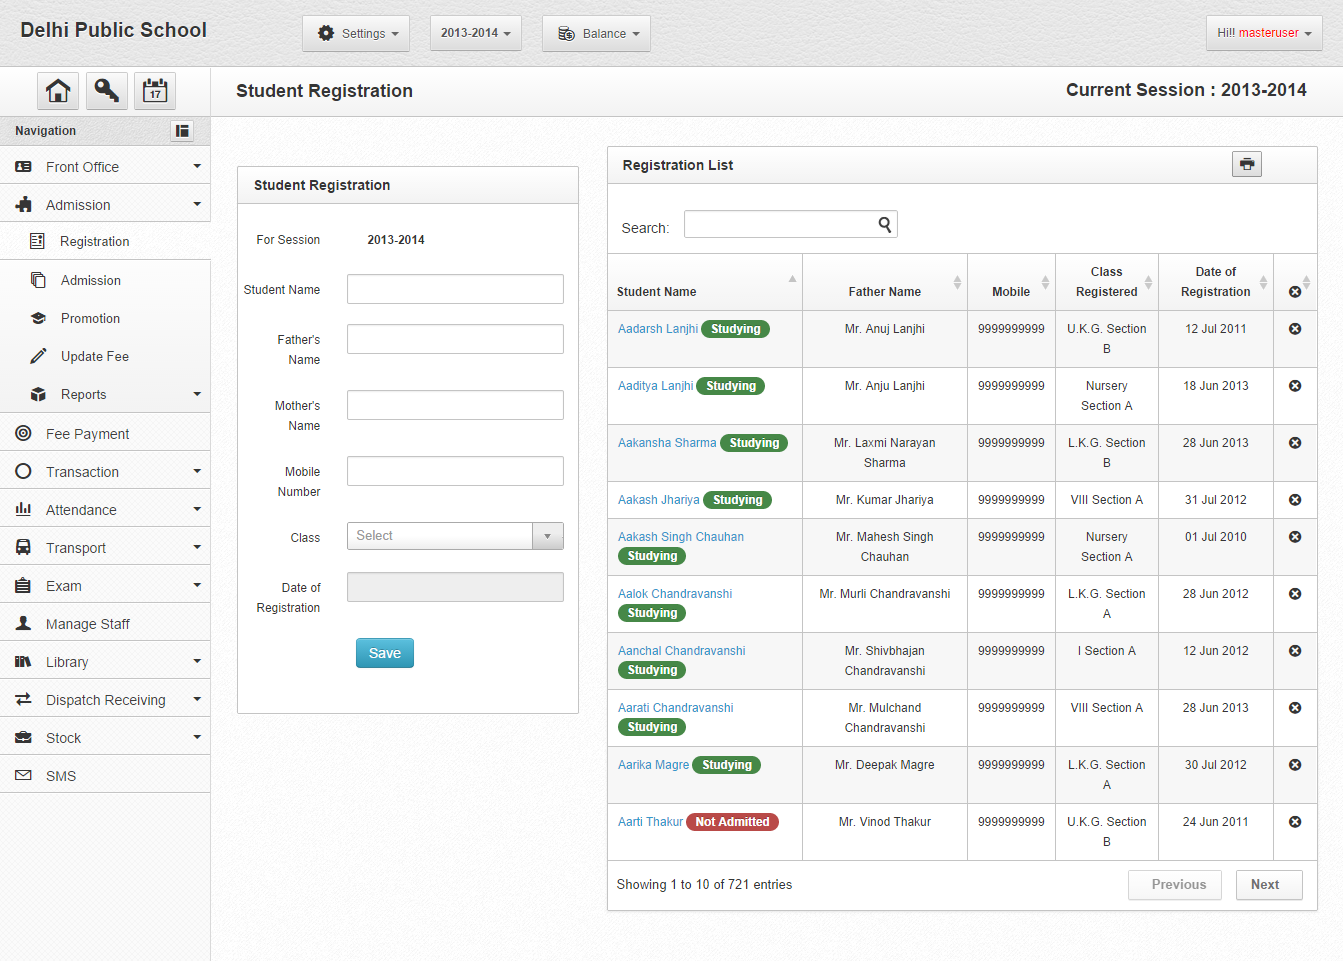 Delhi Public School
Settings
2013-2014
Balance
Hi!! masteruser
17
Student Registration
Current Session : 2013-2014
Navigation
Front Office
Admission
Registration
Admission
Promotion
Update Fee
Reports
Fee Payment
Transaction
Attendance
Transport
Exam
Manage Staff
Library
Dispatch Receiving
Stock
SMS
Student Registration
For Session 2013-2014
Student Name
Father's
Name
Mother's
Name
Mobile
Number
Class Select
Date of
Registration
Save
Registration List
Search:
Student Name Father Name Mobile Class
Registered Date of
Registration
Aadarsh Lanjhi Studying Mr. Anuj Lanjhi 9999999999 U.K.G. Section 12 Jul 2011
B
Aaditya Lanjhi Studying Mr. Anju Lanjhi 9999999999 Nursery 18 Jun 2013
Section A
Aakansha Sharma Studying Mr. Laxmi Narayan 9999999999 L.K.G. Section 28 Jun 2013
Sharma B
Aakash Jhariya Studying Mr. Kumar Jhariya 9999999999 VIII Section A 31 Jul 2012
Aakash Singh Chauhan Mr. Mahesh Singh 9999999999 Nursery 01 Jul 2010
Studying Chauhan Section A
Aalok Chandravanshi Mr. Murli Chandravanshi 9999999999 L.K.G. Section 28 Jun 2012
Studying A
Aanchal Chandravanshi Mr. Shivbhajan 9999999999 I Section A 12 Jun 2012
Studying Chandravanshi
Aarati Chandravanshi Mr. Mulchand 9999999999 VIII Section A 28 Jun 2013
Studying Chandravanshi
Aarika Magre Studying Mr. Deepak Magre 9999999999 L.K.G. Section 30 Jul 2012
A
Aarti Thakur Not Admitted Mr. Vinod Thakur 9999999999 U.K.G. Section 24 Jun 2011
B
Showing 1 to 10 of 721 entries
Previous
Next